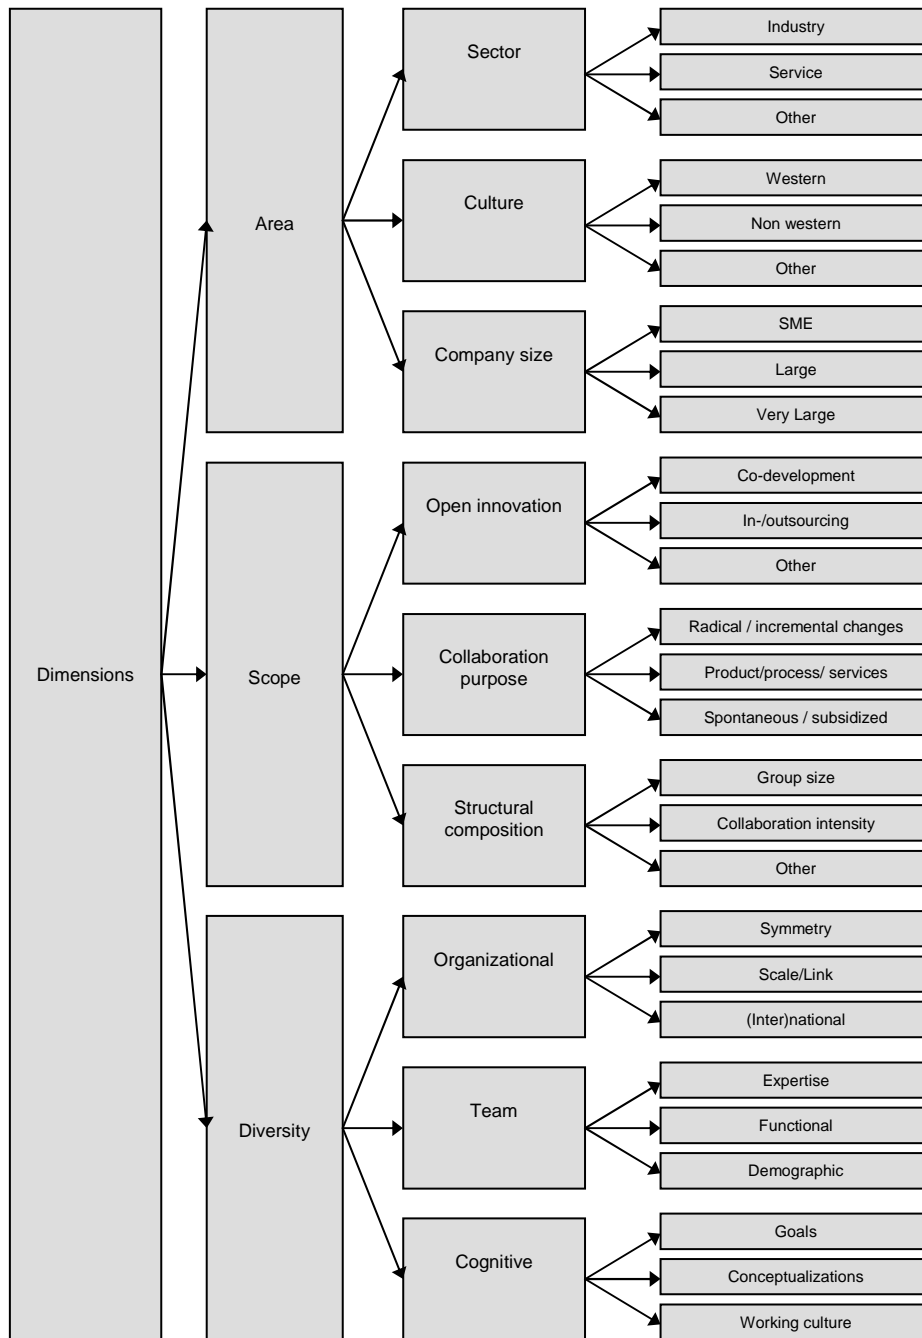 Dimensions
Area
Sector
Industry
Service
Other
Culture
Western
Non western
Other
Company size
SME
Large
Very Large
Scope
Open innovation
Co-development
In-/outsourcing
Other
Collaboration
purpose
Radical / incremental changes
Product/process/ services
Spontaneous / subsidized
Structural
composition
Group size
Collaboration intensity
Other
Diversity
Organizational
Symmetry
Scale/Link
(Inter)national
Team
Expertise
Functional
Demographic
Cognitive
Goals
Conceptualizations
Working culture